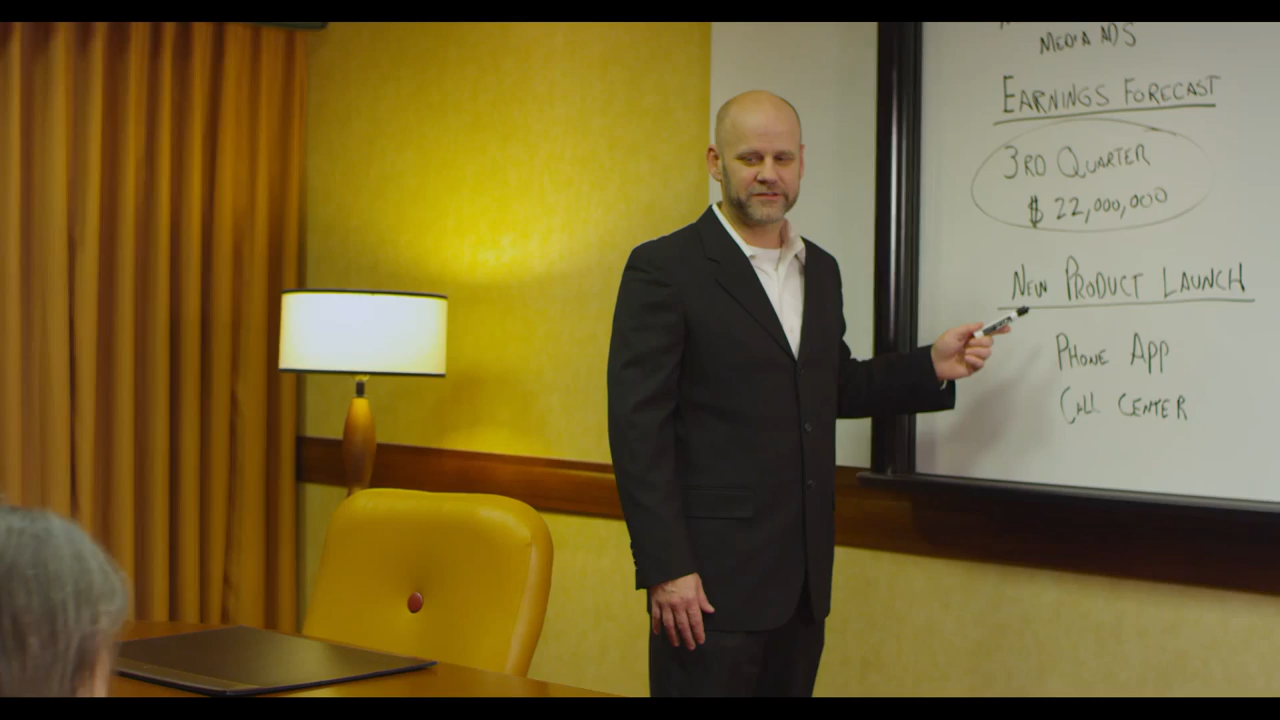 MEDIA ADS
EARNINGS FORECAST
3RD QUARTER
$ 22,000,000
NEW PRODUCT LAUNCH
PHONE APP
CALL CENTER